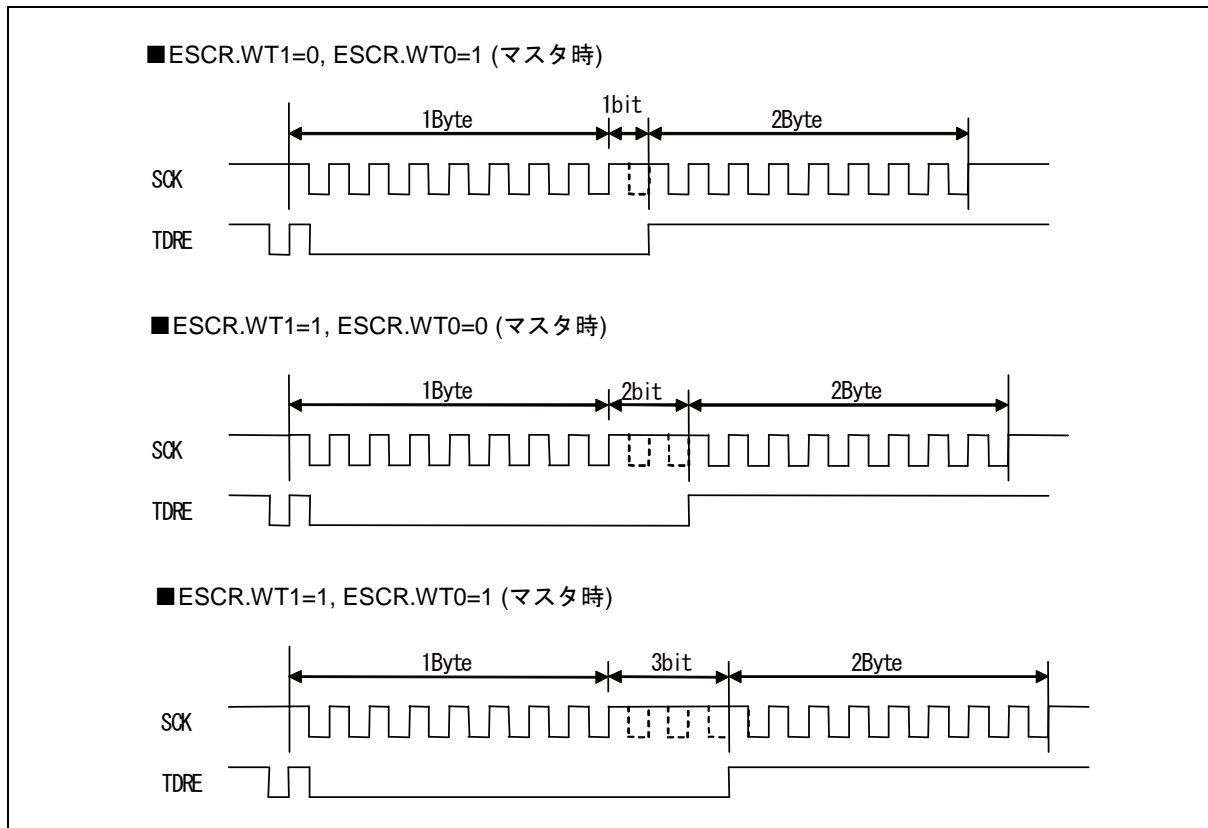 ■ESCR.WT1=0, ESCR.WT0=1 (マスタ時)
1Byte 1bit 2Byte
SCK
TDRE
■ESCR.WT1=1, ESCR.WT0=0 (マスタ時)
1Byte 2bit 2Byte
SCK
TDRE
■ESCR.WT1=1, ESCR.WT0=1 (マスタ時)
1Byte 3bit 2Byte
SCK
TDRE